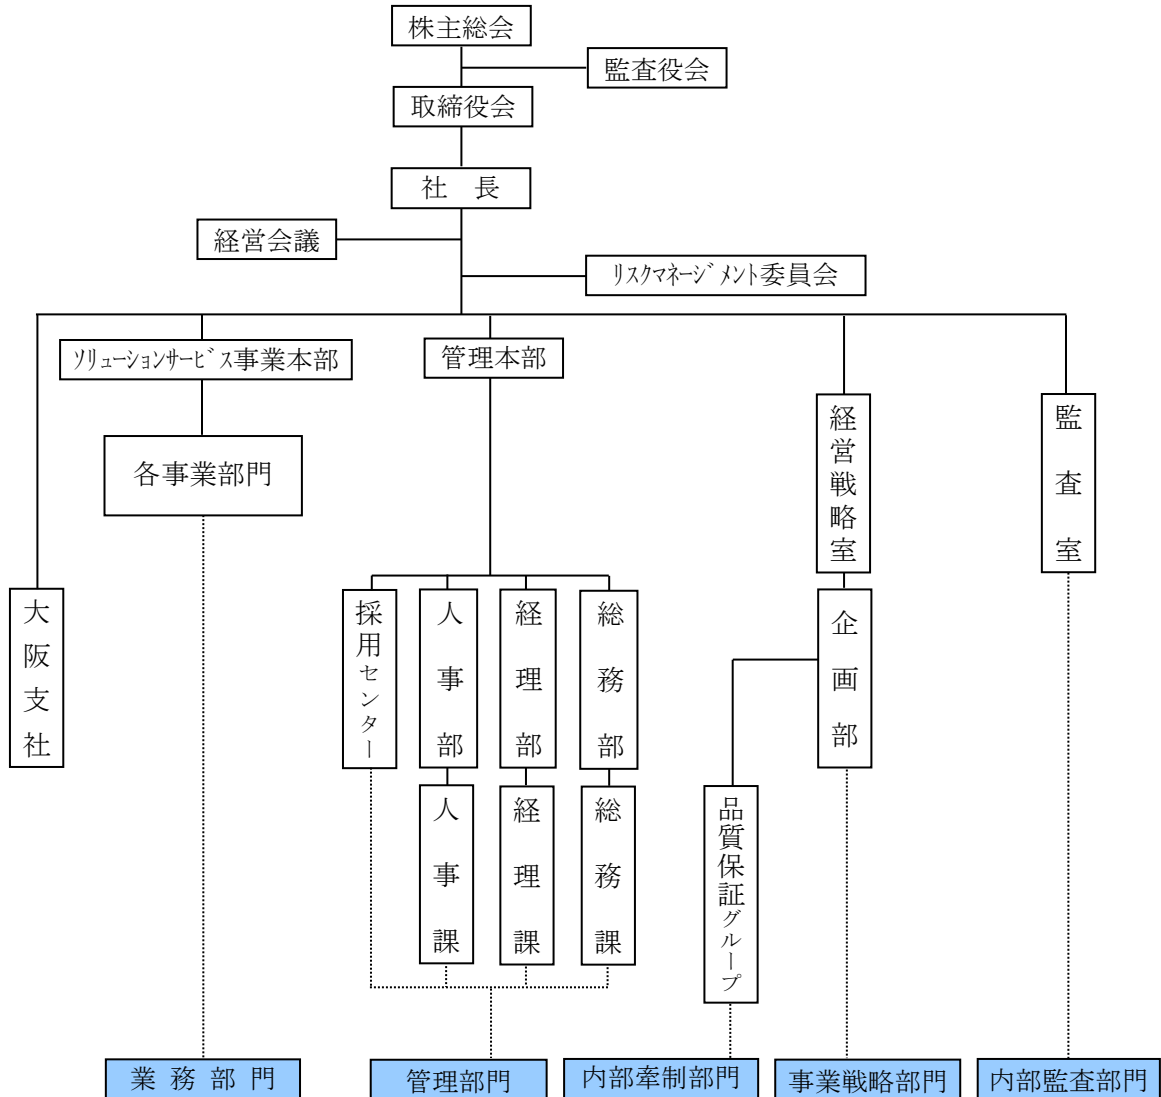 株主総会
監査役会
取締役会
社　長
経営会議
ﾘｽｸﾏﾈｰｼﾞﾒﾝﾄ委員会
ｿﾘｭｰｼｮﾝｻｰﾋﾞｽ事業本部
管理本部
経営戦略室
監査室
各事業部門
大阪支社
採用センター
人事部
経理部
総務部
企画部
人事課
経理課
総務課
品質保証グループ
業務部門
管理部門
内部牽制部門
事業戦略部門
内部監査部門